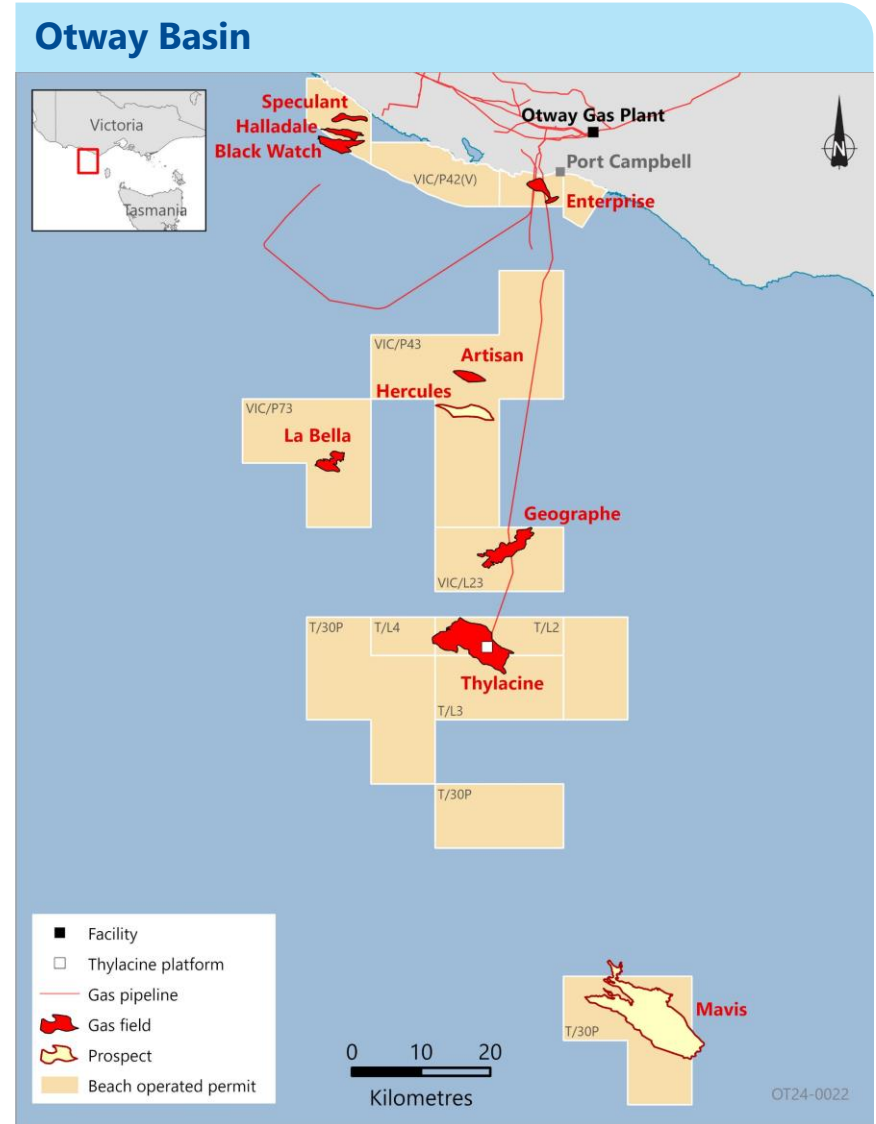 Otway Basin
Victoria
Tasmania
Speculant
Halladale
Black Watch
Otway Gas Plant
Port Campbell
VIC/P42(V)
Enterprise
N
VIC/P43
Artisan
Hercules
VIC/P73
La Bella
Geographe
VIC/L23
T/30P
T/L4
T/L2
Thylacine
T/L3
T/30P
Mavis
T/30P
Facility
Thylacine platform
Gas pipeline
Gas field
Prospect
Beach operated permit
0 10 20
Kilometres
OT24-0022